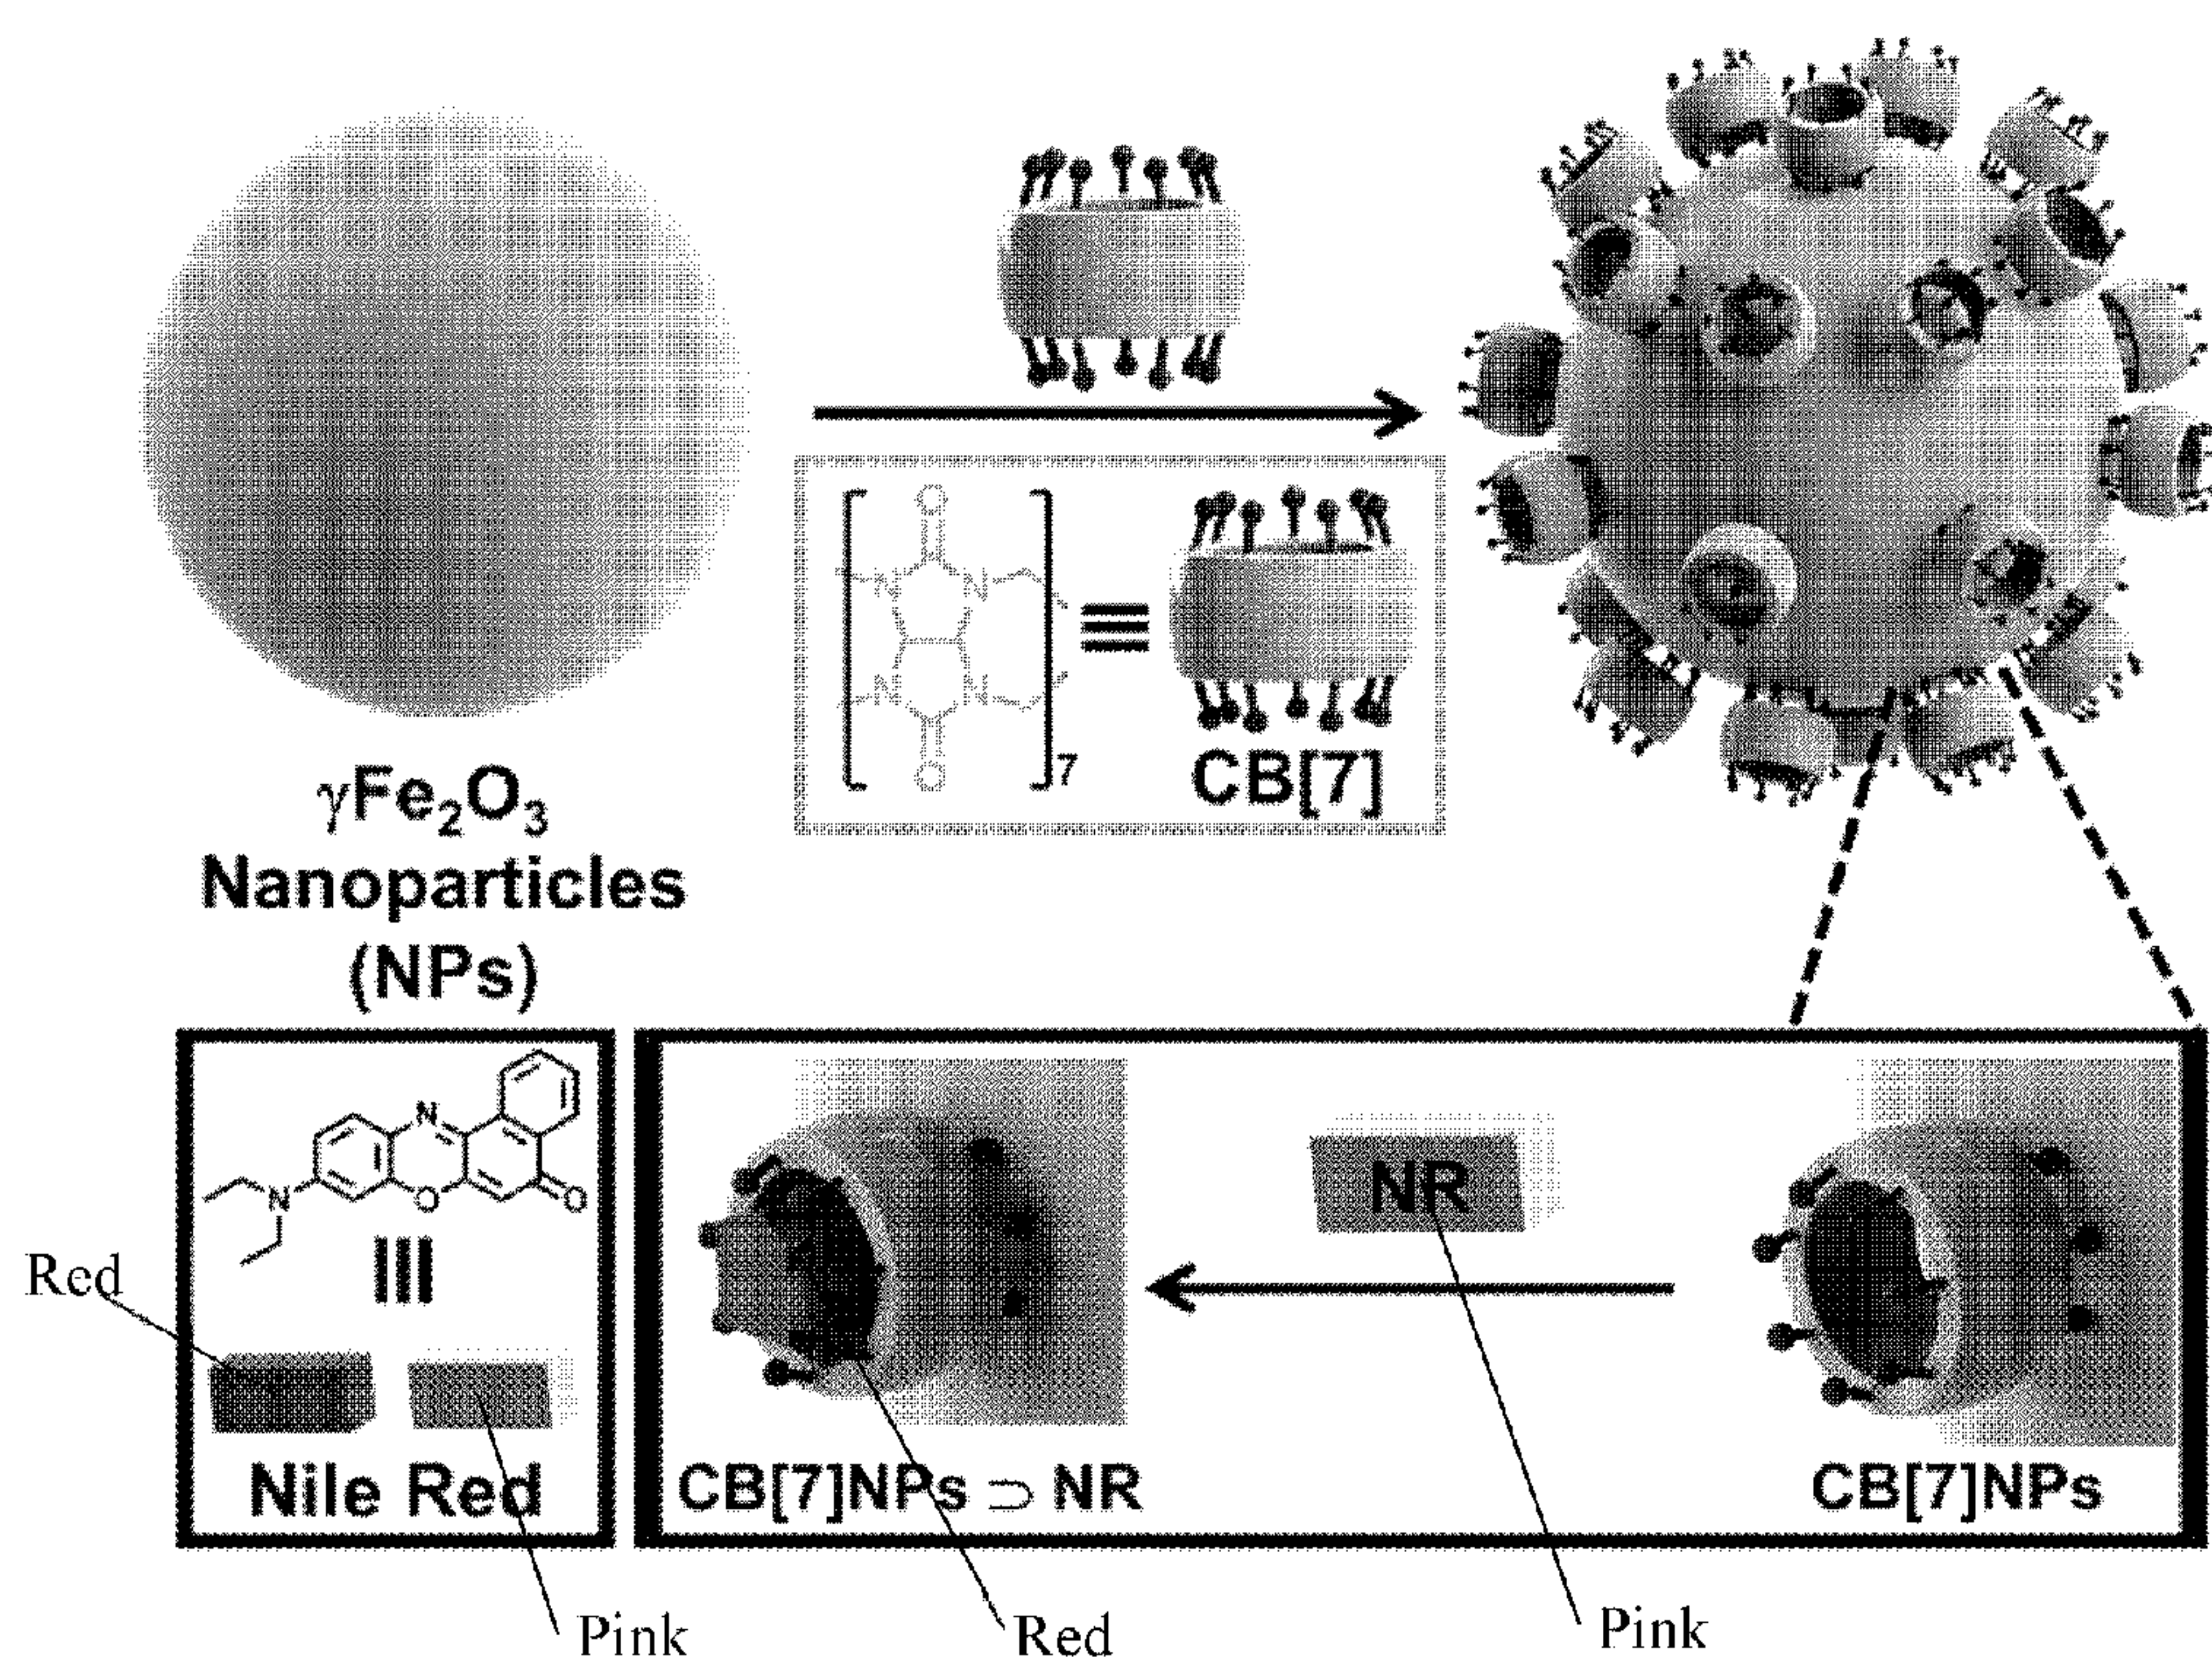 O
N N
N N
O
7
CB[7]
γFe₂O₃
Nanoparticles
(NPs)
N
N
O
O
Red
Nile Red
NR
CB[7]NPs ⊃ NR
CB[7]NPs
Pink
Red
Pink